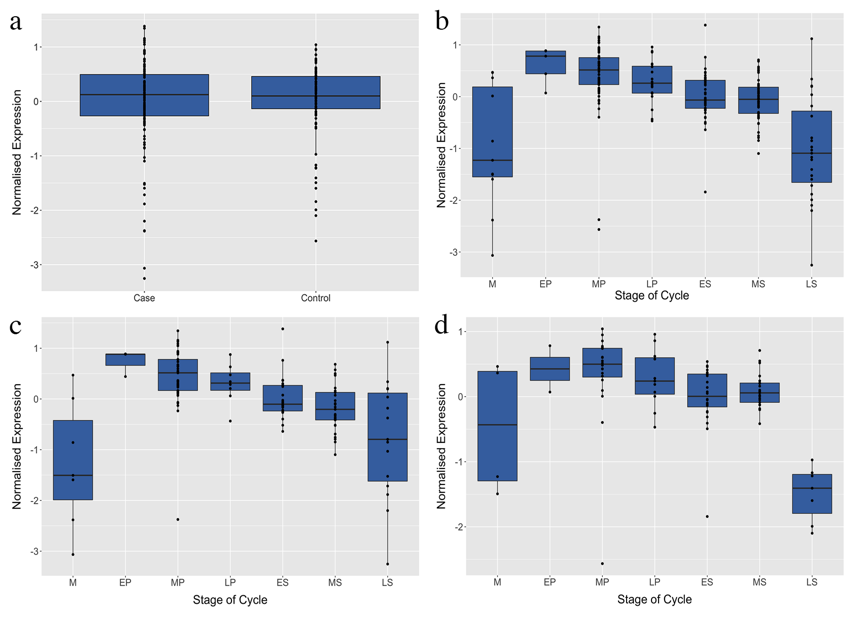 a
Normalised Expression
1
0
-1
-2
-3
Case
Control
b
Normalised Expression
1
0
-1
-2
-3
M EP MP LP ES MS LS
Stage of Cycle
c
Normalised Expression
1
0
-1
-2
-3
M EP MP LP ES MS LS
Stage of Cycle
d
Normalised Expression
1
0
-1
-2
M EP MP LP ES MS LS
Stage of Cycle